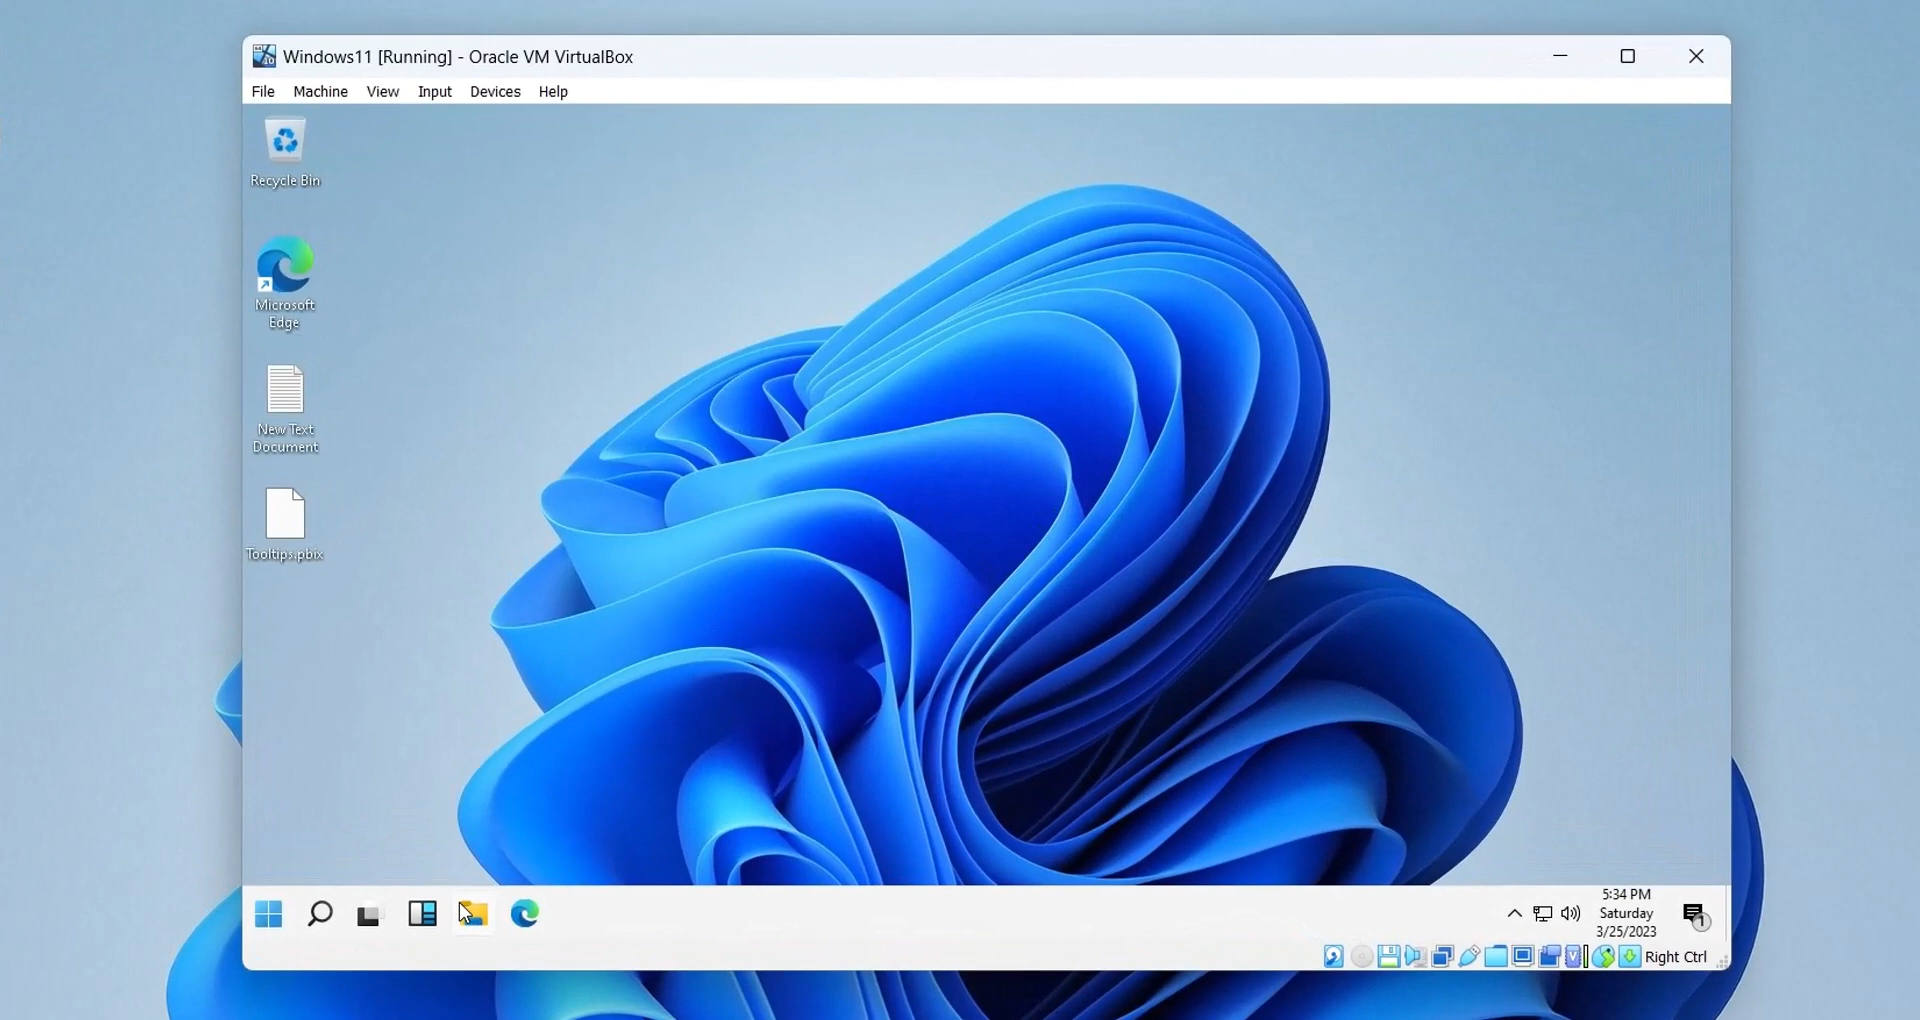 Windows11 [Running] - Oracle VM VirtualBox
File Machine View Input Devices Help
Recycle Bin
Microsoft
Edge
New Text
Document
Tooltips.pbix
5:34 PM
Saturday
3/25/2023
1
Right Ctrl